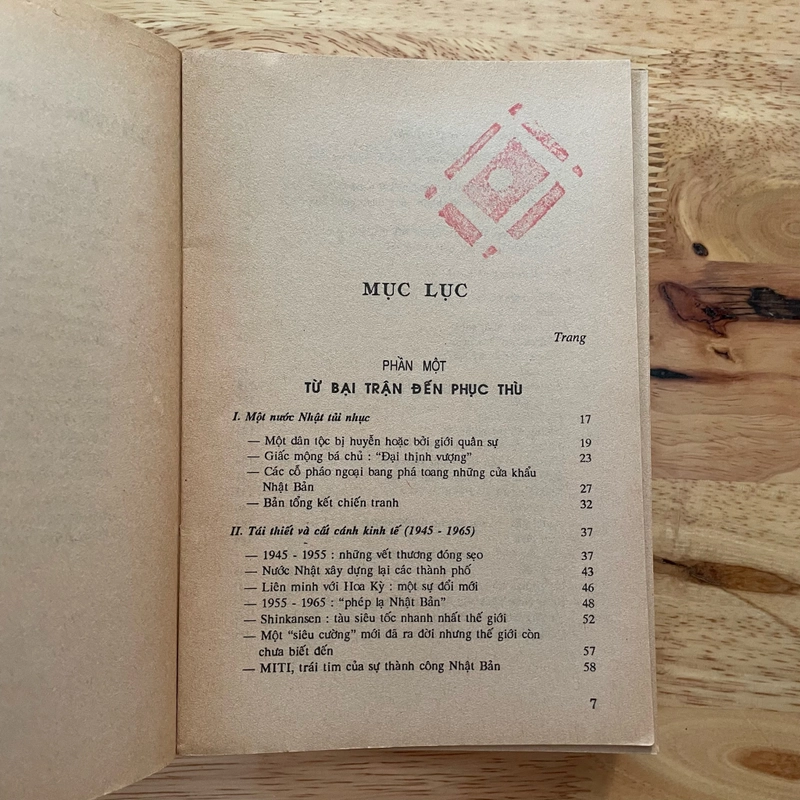 MỤC LỤC
Trang
PHẦN MỘT
TỪ BẠI TRẬN ĐẾN PHỤC THÙ
I. Một nước Nhật tủi nhục 17
— Một dân tộc bị huyễn hoặc bởi giới quân sự 19
— Giấc mộng bá chủ : “Đại thịnh vượng” 23
— Các cỗ pháo ngoại bang phá toang những cửa khẩu
Nhật Bản 27
— Bản tổng kết chiến tranh 32
II. Tái thiết và cất cánh kinh tế (1945 - 1965) 37
— 1945 - 1955 : những vết thương đóng sẹo 37
— Nước Nhật xây dựng lại các thành phố 43
— Liên minh với Hoa Kỳ : một sự đổi mới 46
— 1955 - 1965 : “phép lạ Nhật Bản” 48
— Shinkansen : tàu siêu tốc nhanh nhất thế giới 52
— Một “siêu cường” mới đã ra đời nhưng thế giới còn
chưa biết đến 57
— MITI, trái tim của sự thành công Nhật Bản 58
7